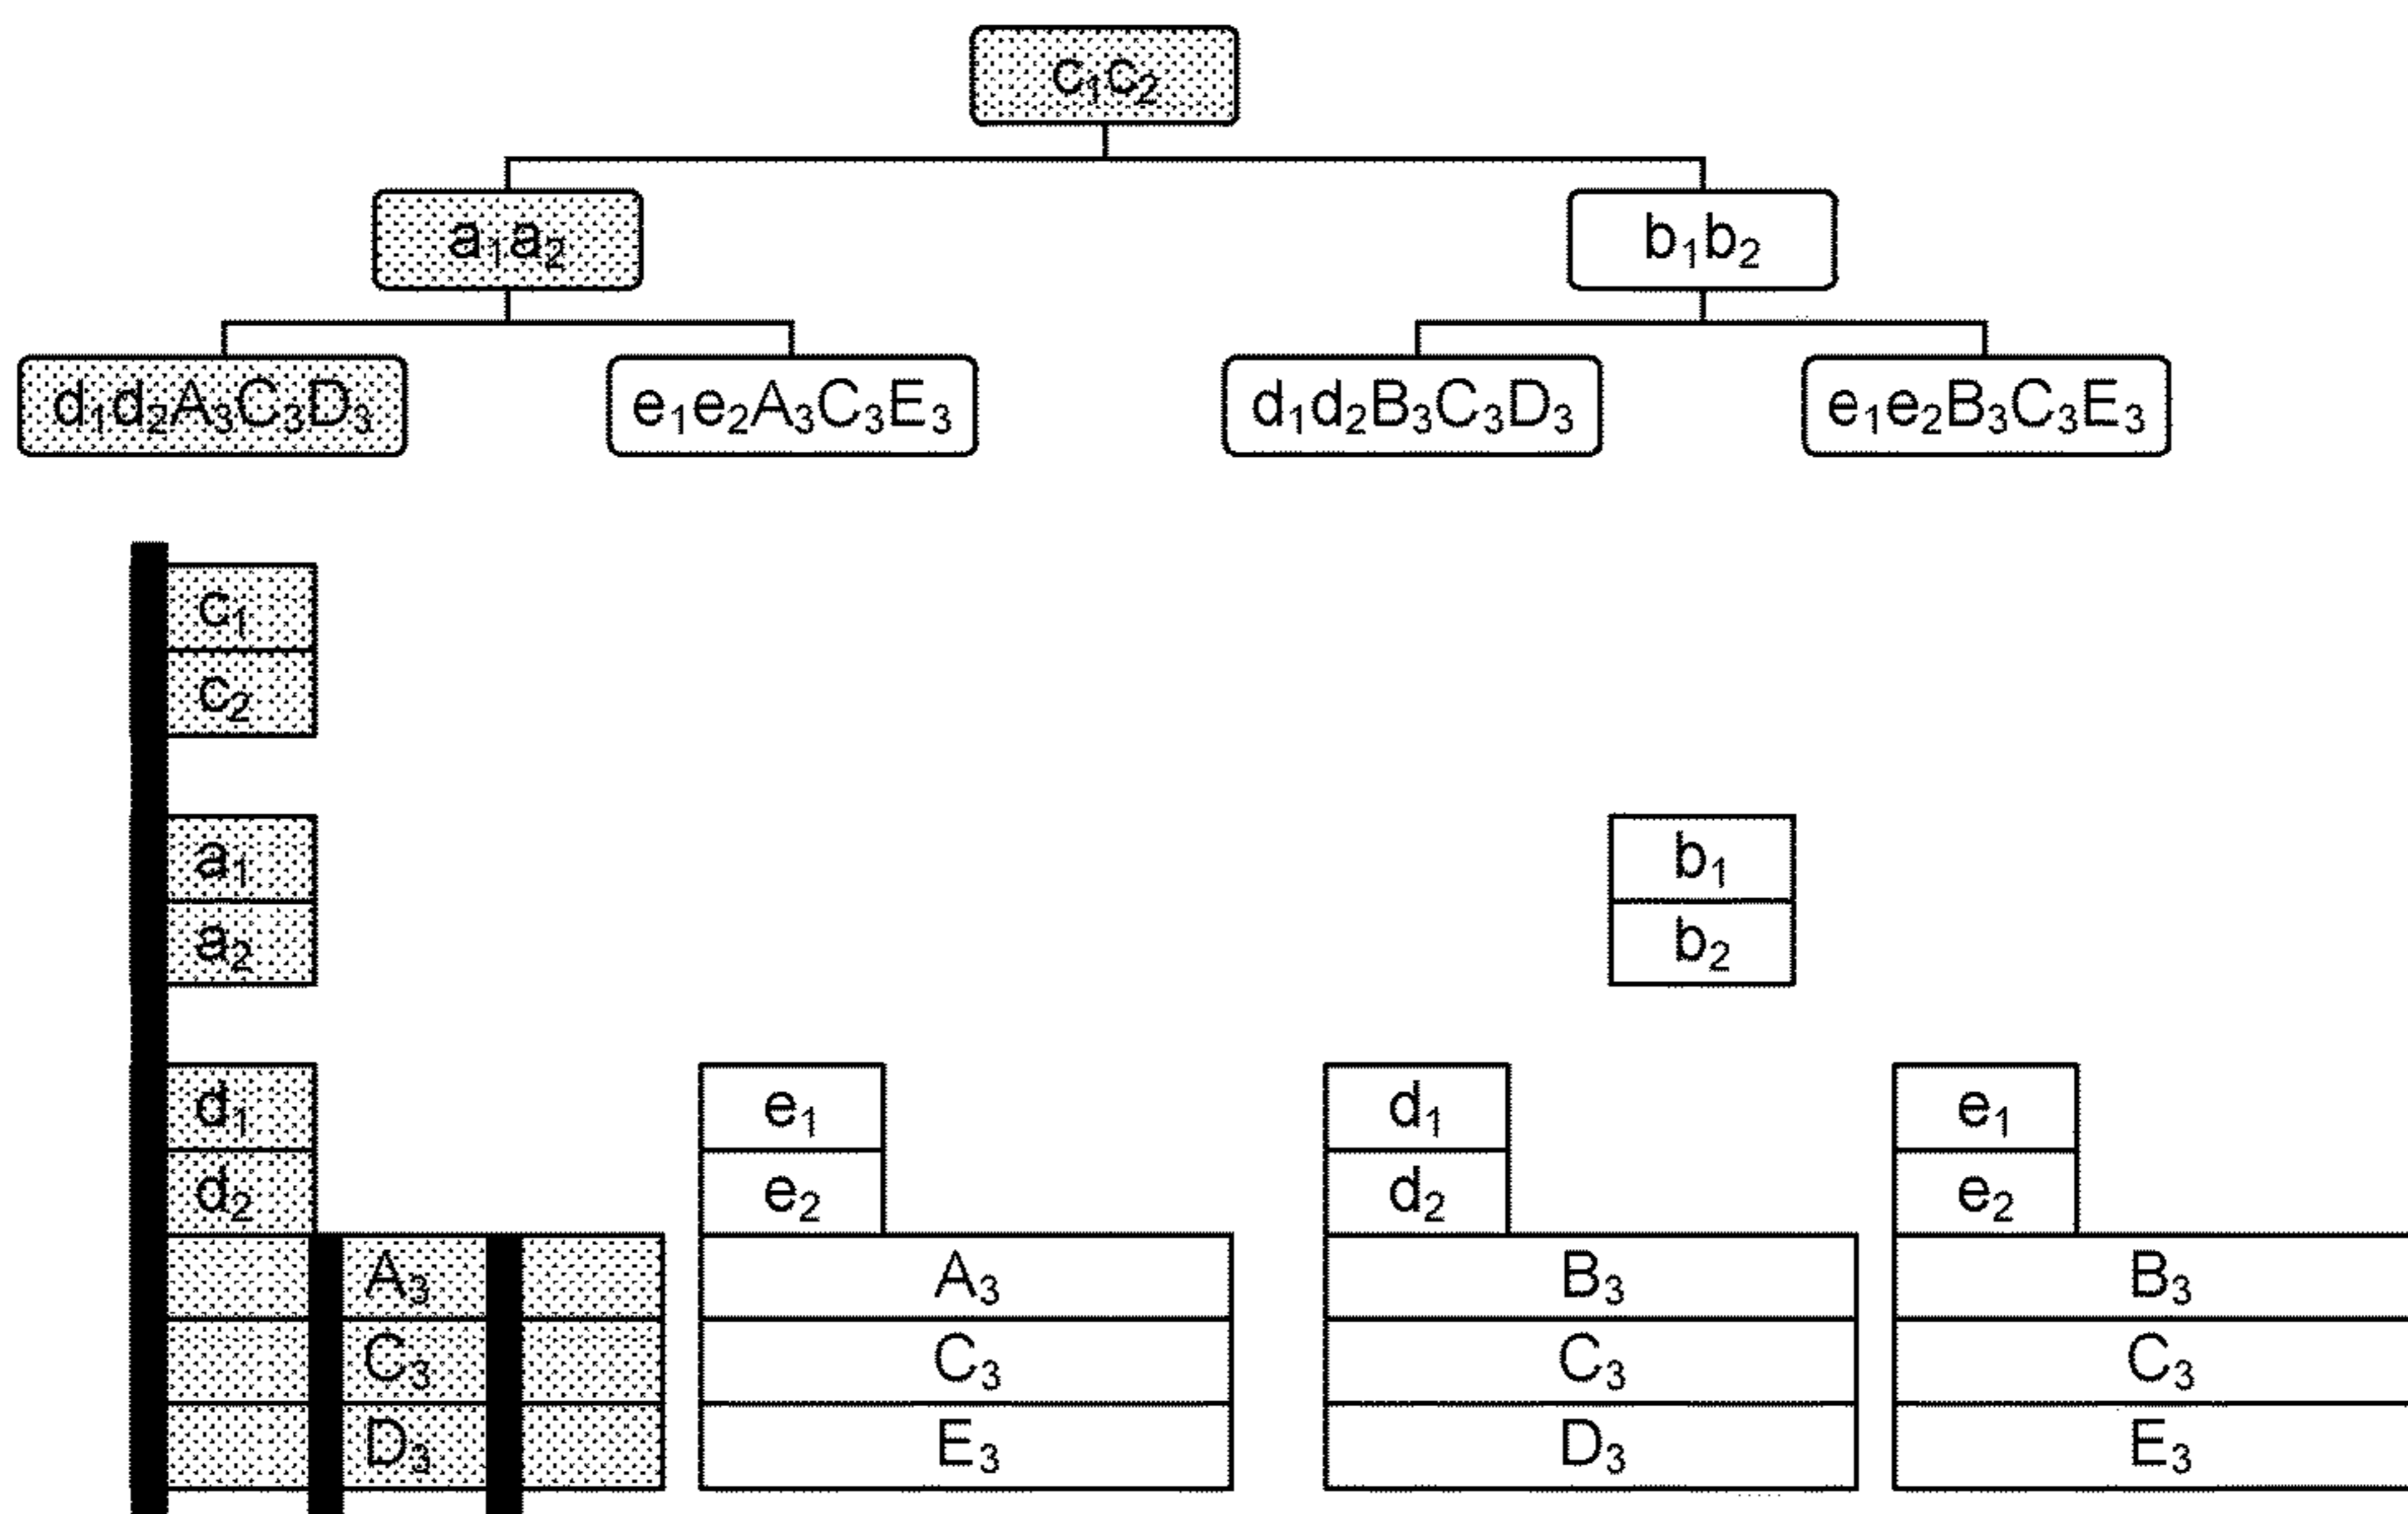 c₁c₂
a₁a₂ b₁b₂
d₁d₂A₃C₃D₃ e₁e₂A₃C₃E₃ d₁d₂B₃C₃D₃ e₁e₂B₃C₃E₃
c₁
c₂
a₁ b₁
a₂ b₂
d₁ e₁ d₁ e₁
d₂ e₂ d₂ e₂
A₃ A₃ B₃ B₃
C₃ C₃ C₃ C₃
D₃ E₃ D₃ E₃